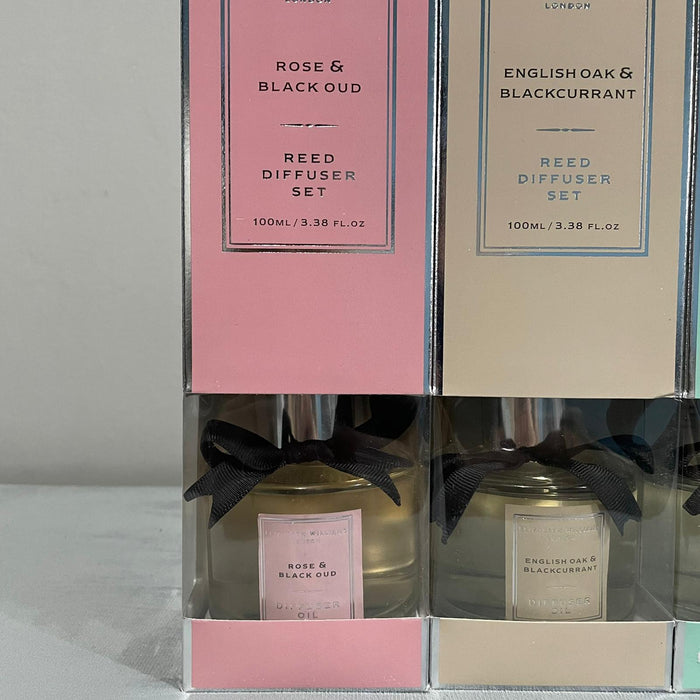 LONDON
ROSE &
BLACK OUD
REED
DIFFUSER
SET
100ML / 3.38 FL.OZ
LONDON
ENGLISH OAK &
BLACKCURRANT
REED
DIFFUSER
SET
100ML / 3.38 FL.OZ
ROSE &
BLACK OUD
DIFFUSER
OIL
ENGLISH OAK &
BLACKCURRANT
DIFFUSER
OIL